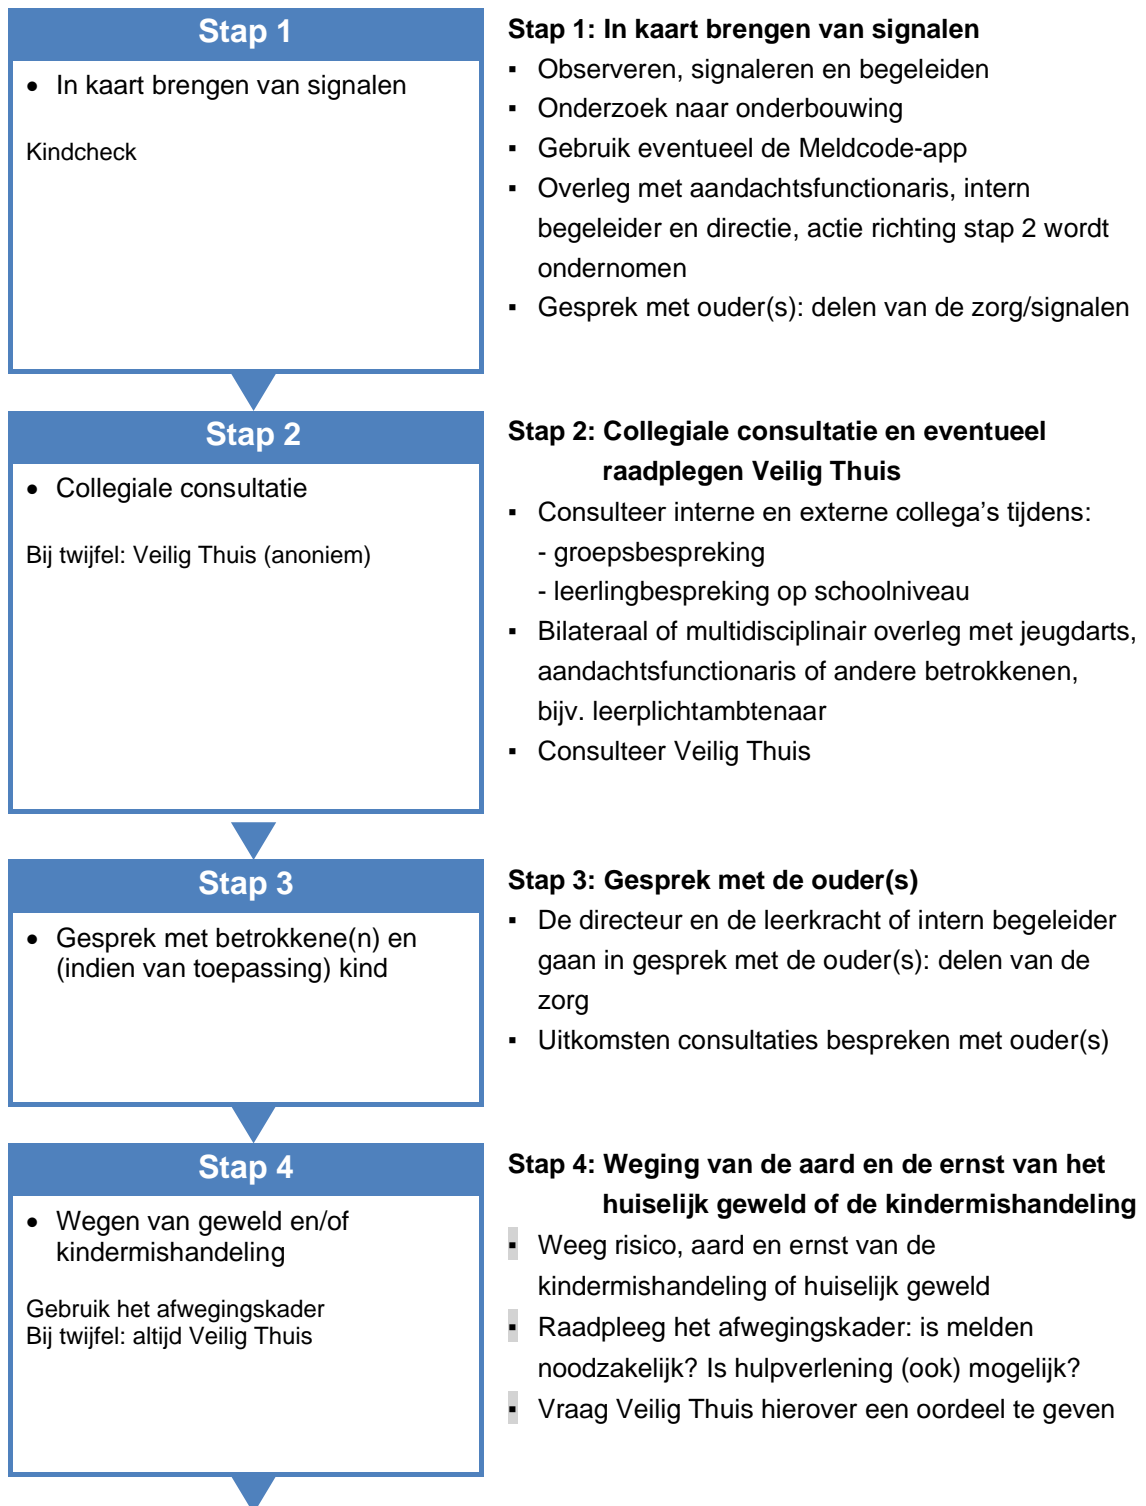 Stap 1
• In kaart brengen van signalen
Kindcheck
Stap 1: In kaart brengen van signalen
▪ Observeren, signaleren en begeleiden
▪ Onderzoek naar onderbouwing
▪ Gebruik eventueel de Meldcode-app
▪ Overleg met aandachtsfunctionaris, intern
begeleider en directie, actie richting stap 2 wordt
ondernomen
▪ Gesprek met ouder(s): delen van de zorg/signalen
Stap 2
• Collegiale consultatie
Bij twijfel: Veilig Thuis (anoniem)
Stap 2: Collegiale consultatie en eventueel
raadplegen Veilig Thuis
▪ Consulteer interne en externe collega’s tijdens:
- groepsbespreking
- leerlingbespreking op schoolniveau
▪ Bilateraal of multidisciplinair overleg met jeugdarts,
aandachtsfunctionaris of andere betrokkenen,
bijv. leerplichtambtenaar
▪ Consulteer Veilig Thuis
Stap 3
• Gesprek met betrokkene(n) en
(indien van toepassing) kind
Stap 3: Gesprek met de ouder(s)
▪ De directeur en de leerkracht of intern begeleider
gaan in gesprek met de ouder(s): delen van de
zorg
▪ Uitkomsten consultaties bespreken met ouder(s)
Stap 4
• Wegen van geweld en/of
kindermishandeling
Gebruik het afwegingskader
Bij twijfel: altijd Veilig Thuis
Stap 4: Weging van de aard en de ernst van het
huiselijk geweld of de kindermishandeling
▪ Weeg risico, aard en ernst van de
kindermishandeling of huiselijk geweld
▪ Raadpleeg het afwegingskader: is melden
noodzakelijk? Is hulpverlening (ook) mogelijk?
▪ Vraag Veilig Thuis hierover een oordeel te geven